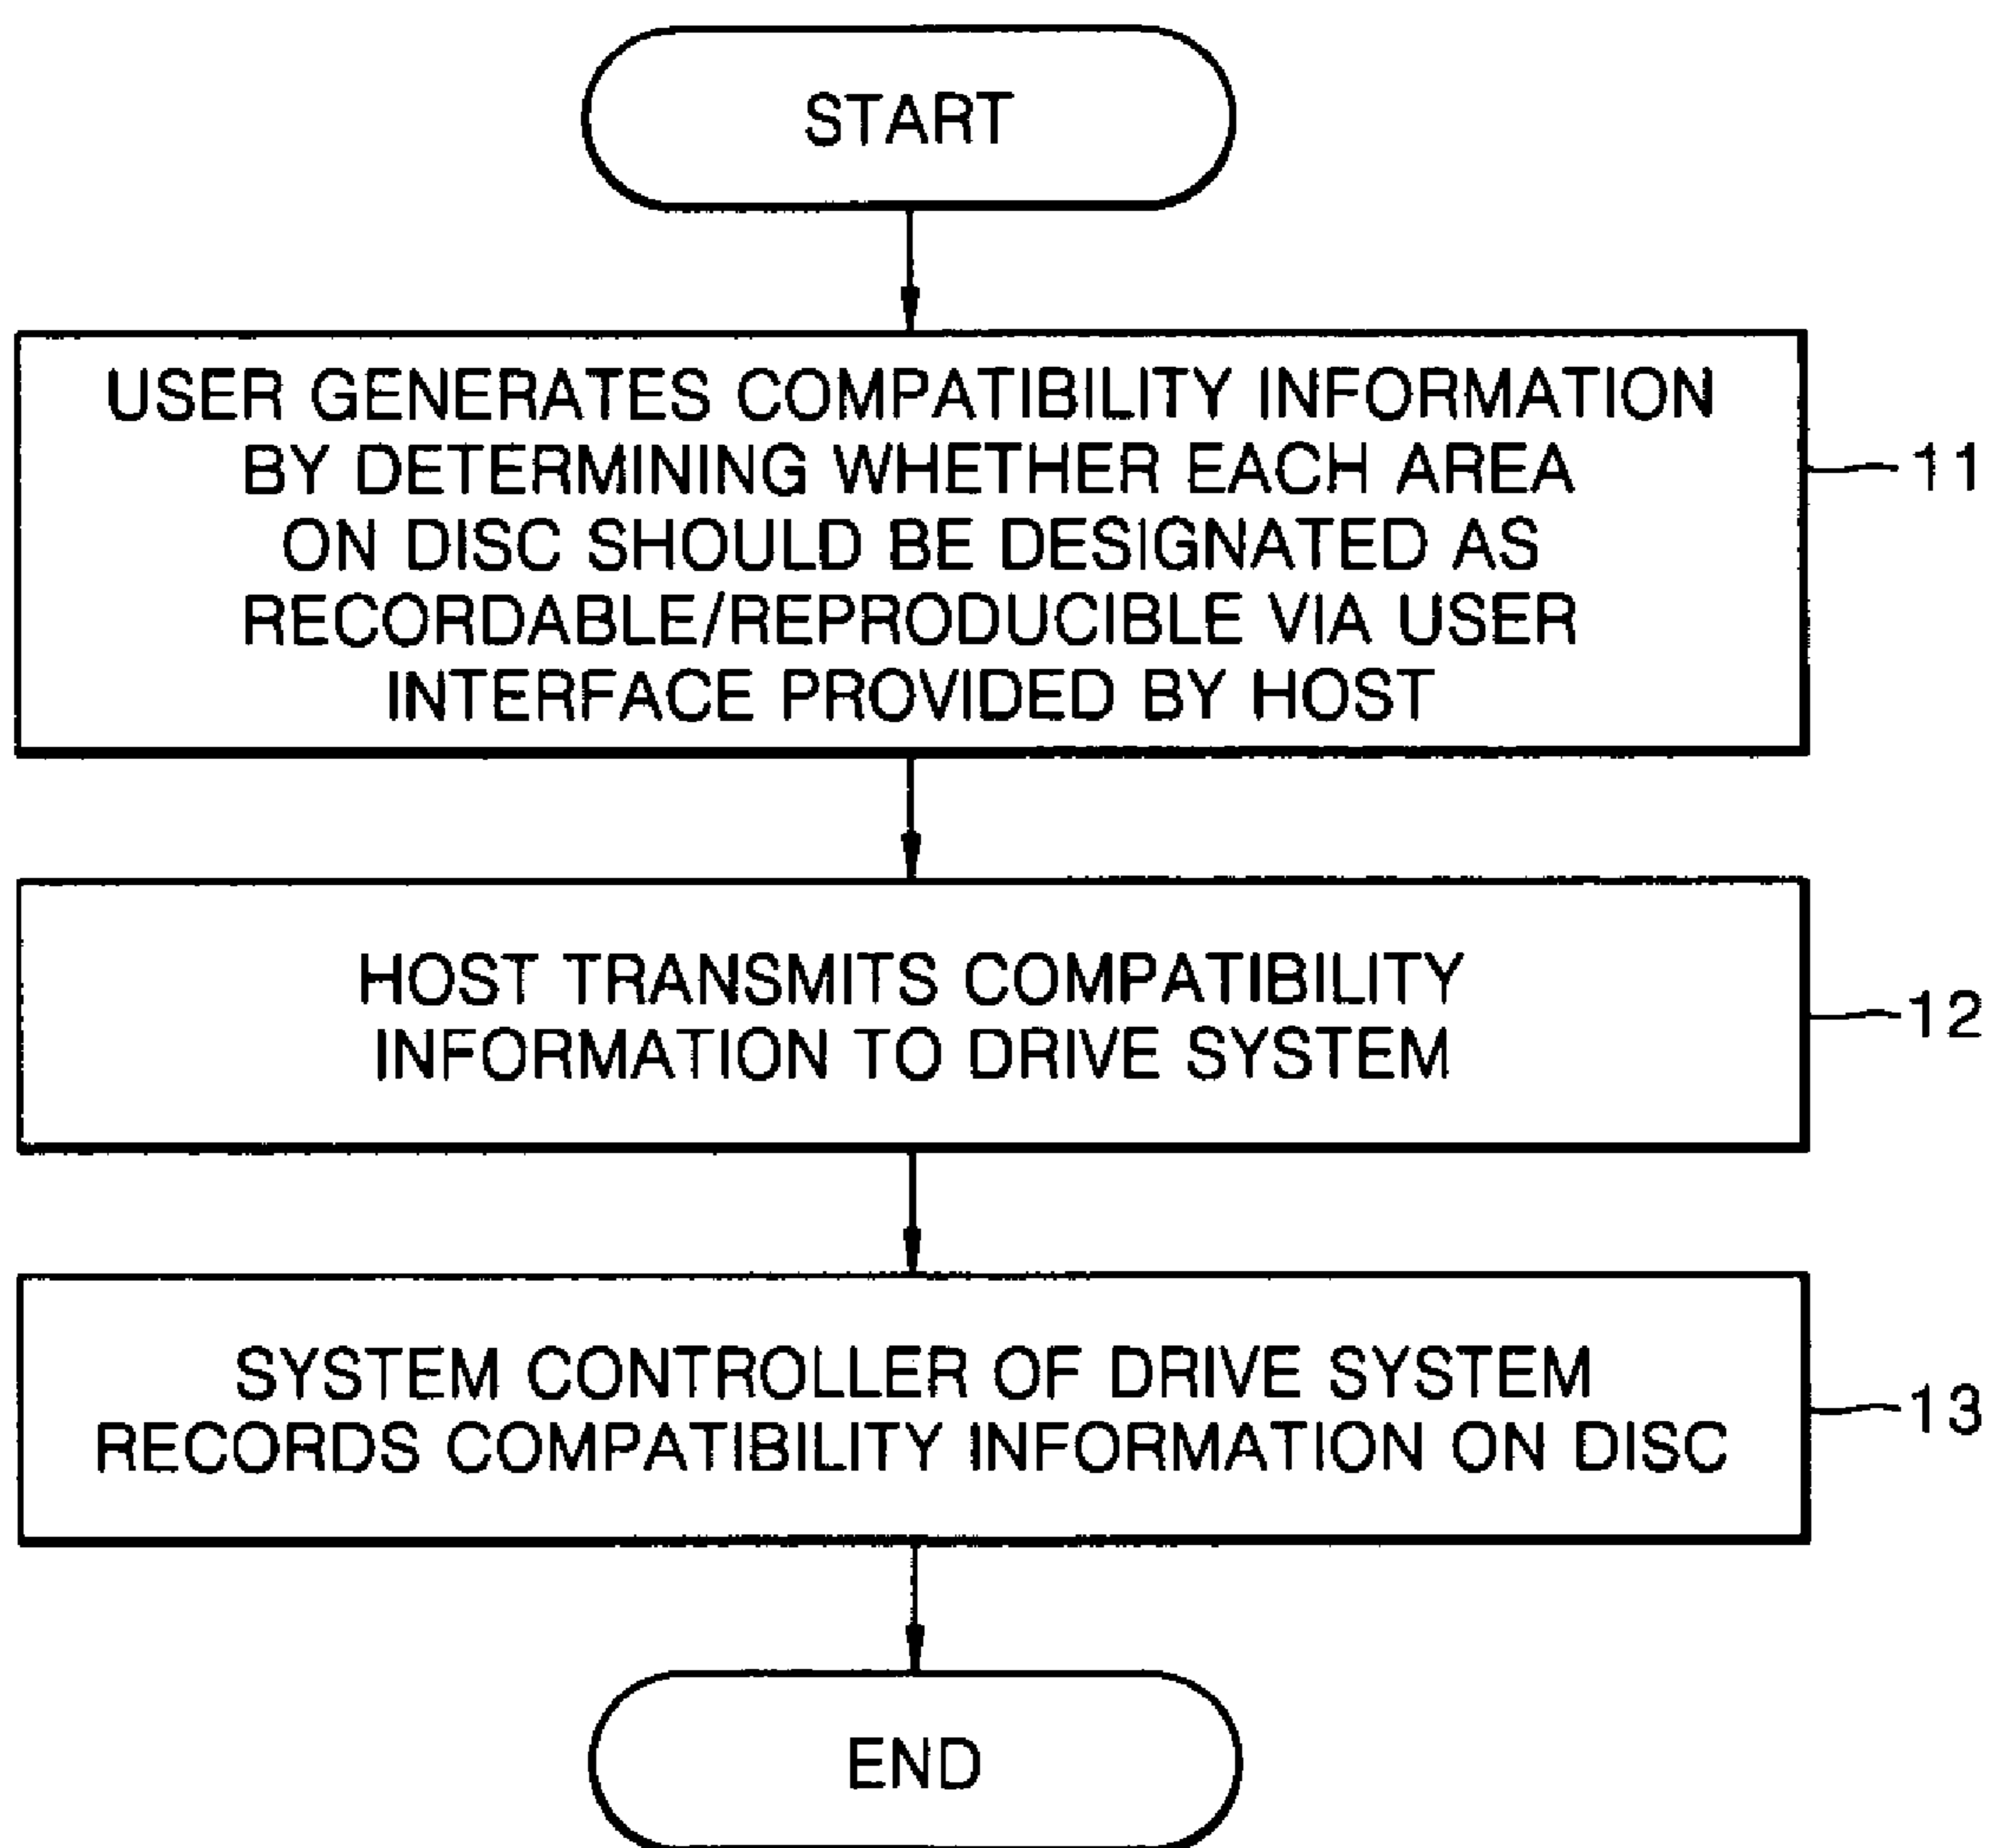 START
USER GENERATES COMPATIBILITY INFORMATION
BY DETERMINING WHETHER EACH AREA
ON DISC SHOULD BE DESIGNATED AS
RECORDABLE/REPRODUCIBLE VIA USER
INTERFACE PROVIDED BY HOST
11
HOST TRANSMITS COMPATIBILITY
INFORMATION TO DRIVE SYSTEM
12
SYSTEM CONTROLLER OF DRIVE SYSTEM
RECORDS COMPATIBILITY INFORMATION ON DISC
13
END